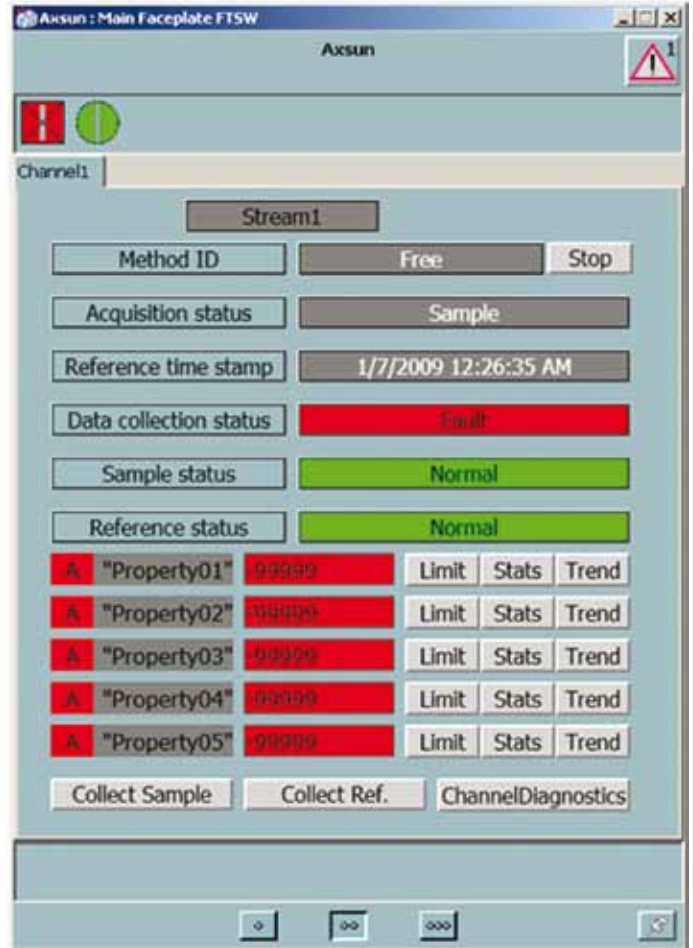 Axsun : Main Faceplate FTSW
Axsun
1
Channel1
Stream1
Method ID Free Stop
Acquisition status Sample
Reference time stamp 1/7/2009 12:26:35 AM
Data collection status Fault
Sample status Normal
Reference status Normal
A "Property01" -99999 Limit Stats Trend
A "Property02" -99999 Limit Stats Trend
A "Property03" -99999 Limit Stats Trend
A "Property04" -99999 Limit Stats Trend
A "Property05" -99999 Limit Stats Trend
Collect Sample Collect Ref. ChannelDiagnostics